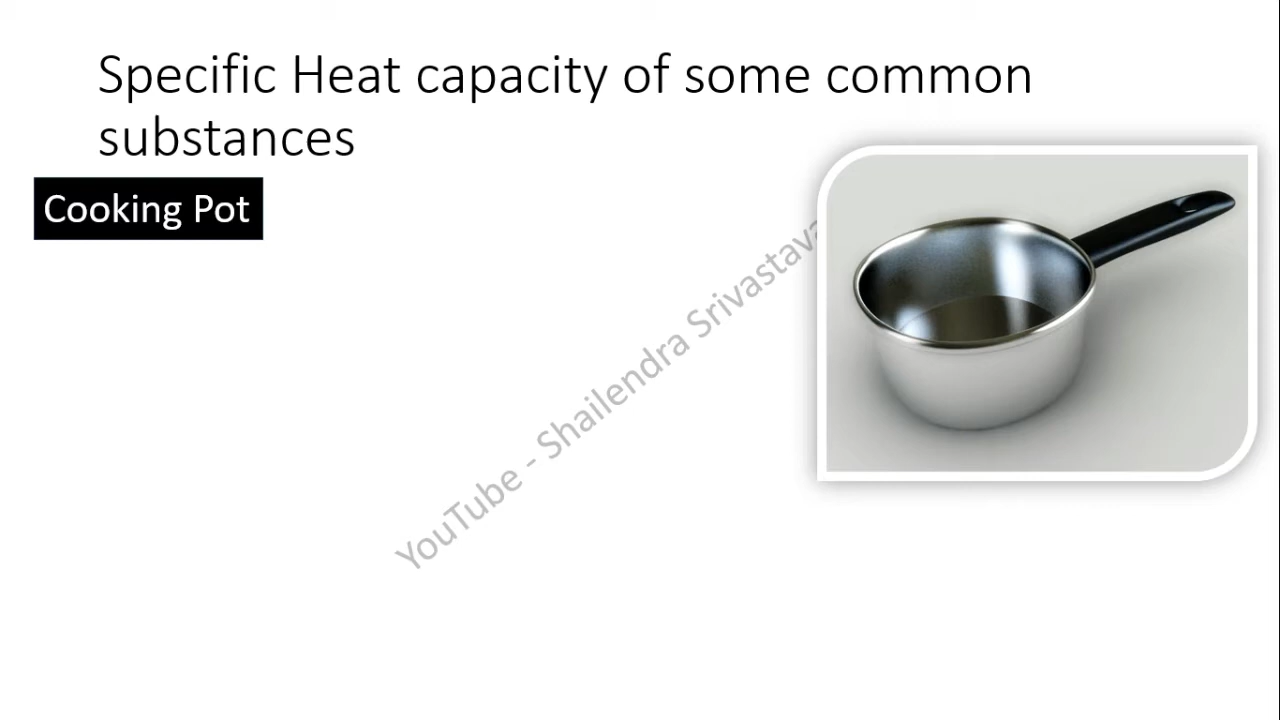 Specific Heat capacity of some common
substances
Cooking Pot
YouTube - Shailendra Srivastava